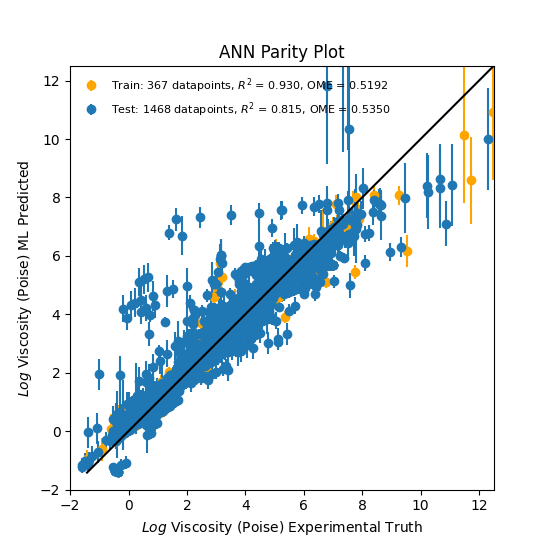 ANN Parity Plot
Train: 367 datapoints, R² = 0.930, OME = 0.5192
Test: 1468 datapoints, R² = 0.815, OME = 0.5350
Log Viscosity (Poise) ML Predicted
12
10
8
6
4
2
0
−2
−2 0 2 4 6 8 10 12
Log Viscosity (Poise) Experimental Truth